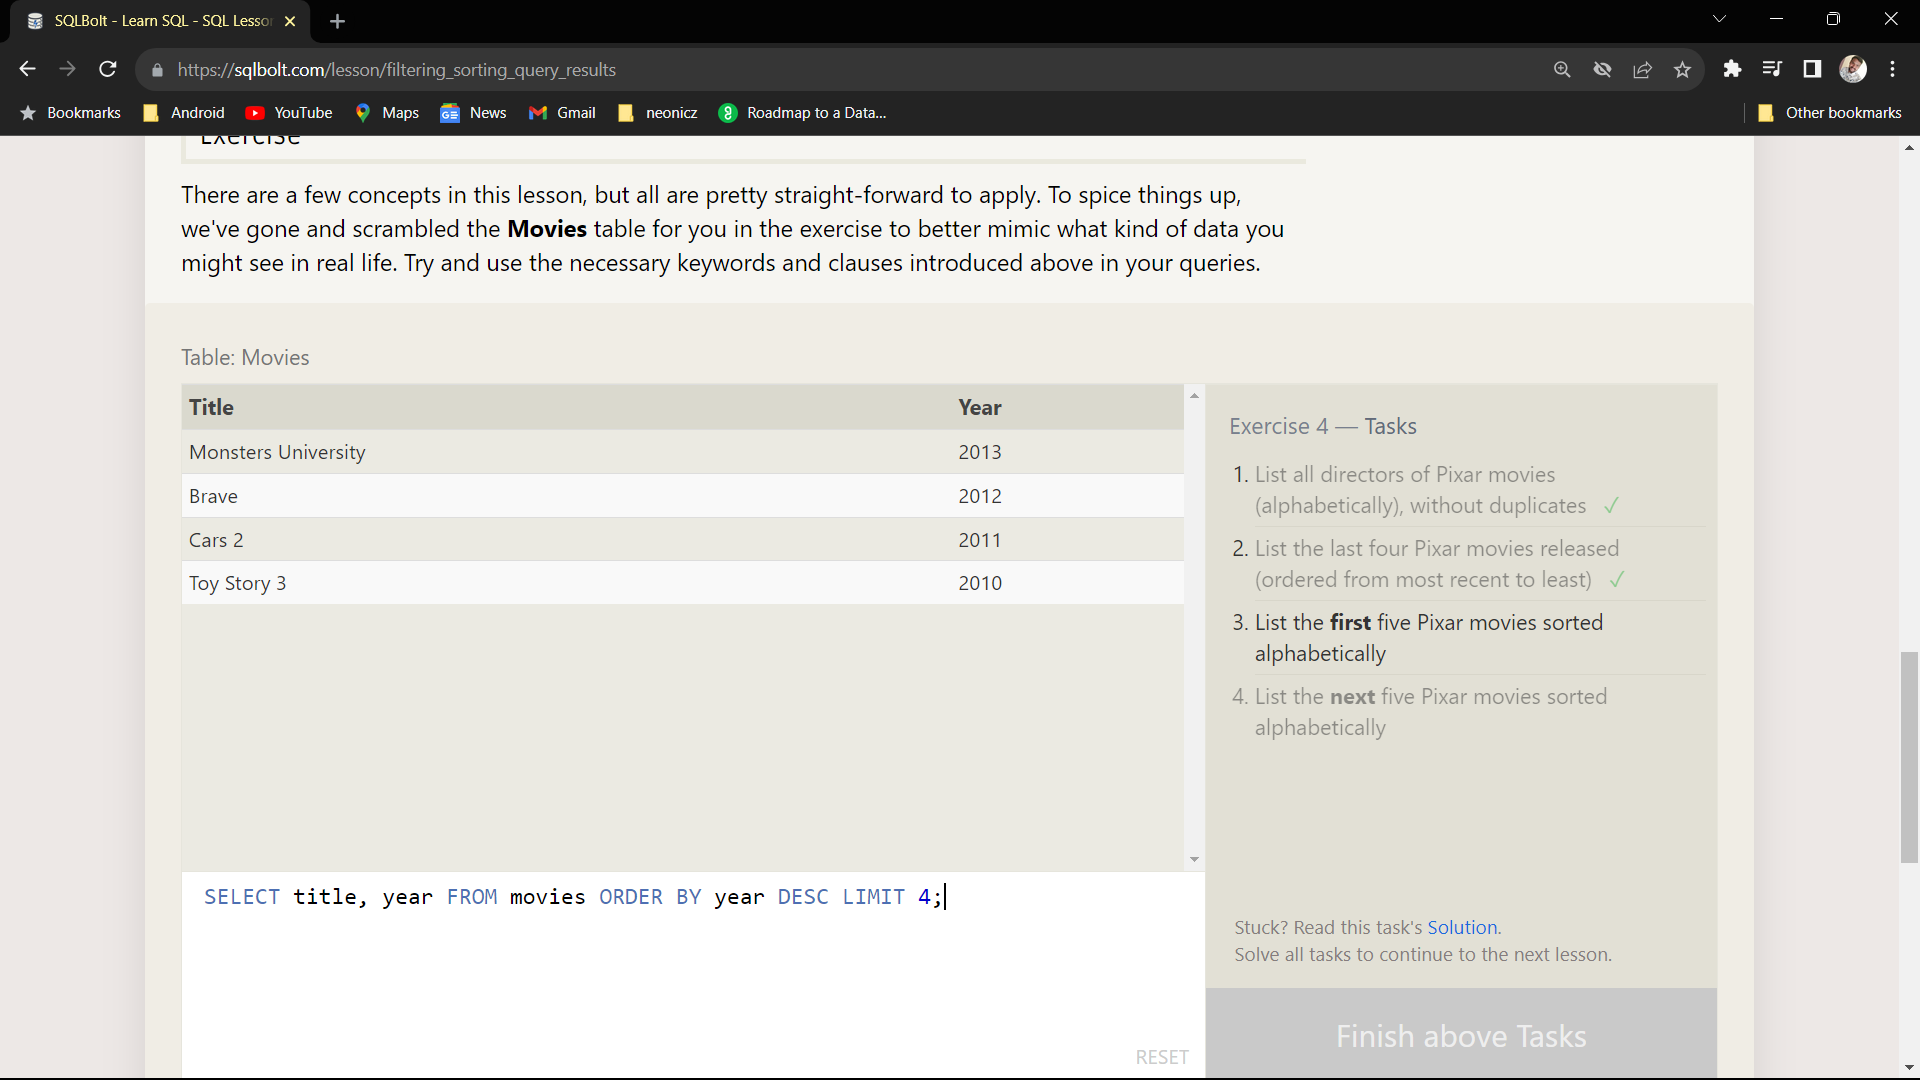 SQLBolt - Learn SQL - SQL Lesson
https://sqlbolt.com/lesson/filtering_sorting_query_results
Bookmarks Android YouTube Maps News Gmail neonicz Roadmap to a Data... Other bookmarks
Exercise
There are a few concepts in this lesson, but all are pretty straight-forward to apply. To spice things up,
we've gone and scrambled the Movies table for you in the exercise to better mimic what kind of data you
might see in real life. Try and use the necessary keywords and clauses introduced above in your queries.
Table: Movies
Title Year
Monsters University 2013
Brave 2012
Cars 2 2011
Toy Story 3 2010
SELECT title, year FROM movies ORDER BY year DESC LIMIT 4;
RESET
Exercise 4 — Tasks
1. List all directors of Pixar movies
(alphabetically), without duplicates ✓
2. List the last four Pixar movies released
(ordered from most recent to least) ✓
3. List the first five Pixar movies sorted
alphabetically
4. List the next five Pixar movies sorted
alphabetically
Stuck? Read this task's Solution.
Solve all tasks to continue to the next lesson.
Finish above Tasks